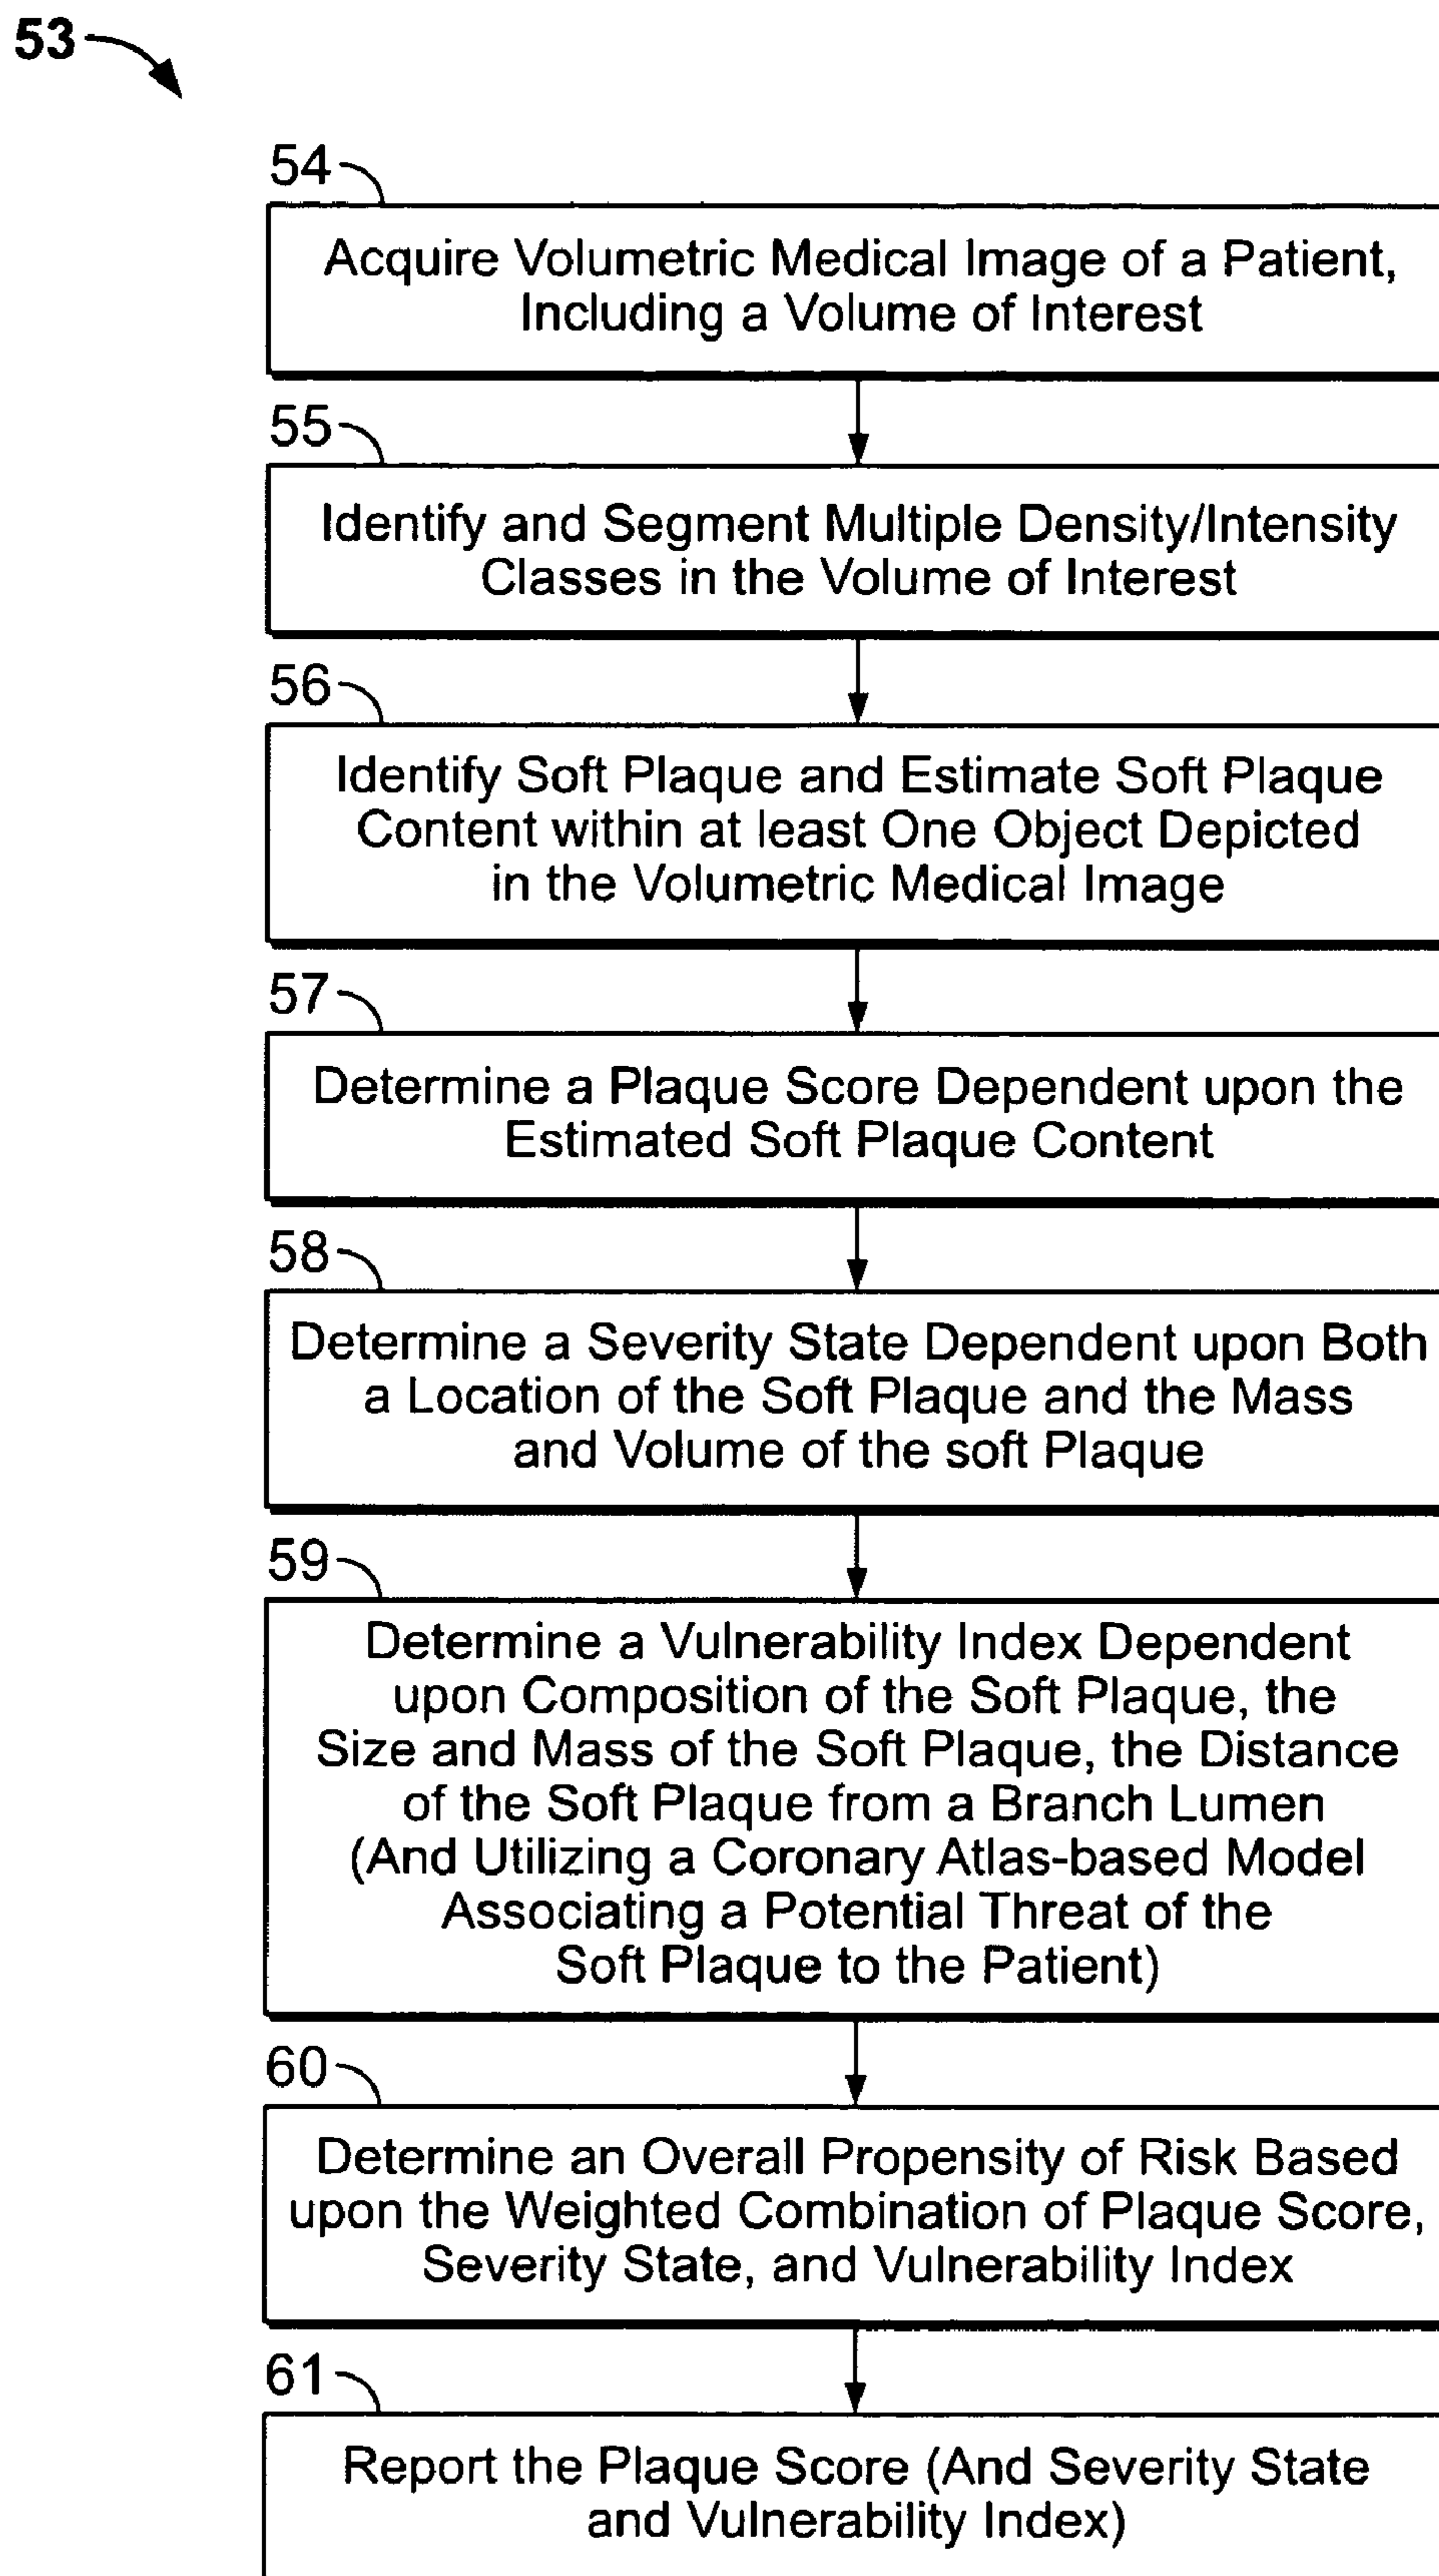 53
54
Acquire Volumetric Medical Image of a Patient,
Including a Volume of Interest
55
Identify and Segment Multiple Density/Intensity
Classes in the Volume of Interest
56
Identify Soft Plaque and Estimate Soft Plaque
Content within at least One Object Depicted
in the Volumetric Medical Image
57
Determine a Plaque Score Dependent upon the
Estimated Soft Plaque Content
58
Determine a Severity State Dependent upon Both
a Location of the Soft Plaque and the Mass
and Volume of the soft Plaque
59
Determine a Vulnerability Index Dependent
upon Composition of the Soft Plaque, the
Size and Mass of the Soft Plaque, the Distance
of the Soft Plaque from a Branch Lumen
(And Utilizing a Coronary Atlas-based Model
Associating a Potential Threat of the
Soft Plaque to the Patient)
60
Determine an Overall Propensity of Risk Based
upon the Weighted Combination of Plaque Score,
Severity State, and Vulnerability Index
61
Report the Plaque Score (And Severity State
and Vulnerability Index)